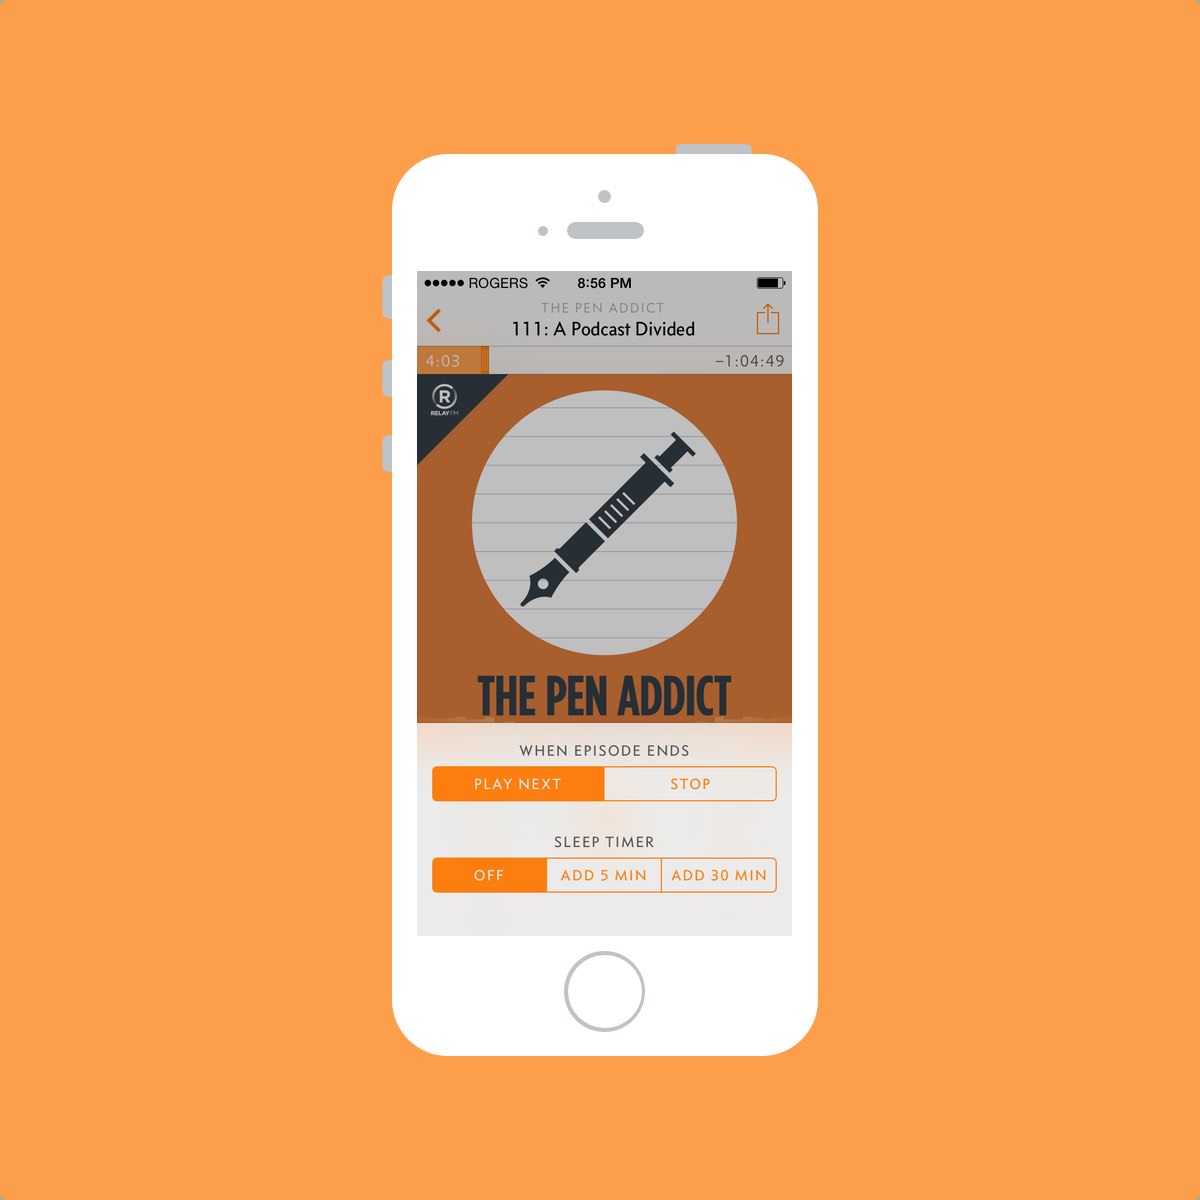 ROGERS 8:56 PM
THE PEN ADDICT
111: A Podcast Divided
4:03 −1:04:49
R
RELAY FM
THE PEN ADDICT
WHEN EPISODE ENDS
PLAY NEXT STOP
SLEEP TIMER
OFF ADD 5 MIN ADD 30 MIN